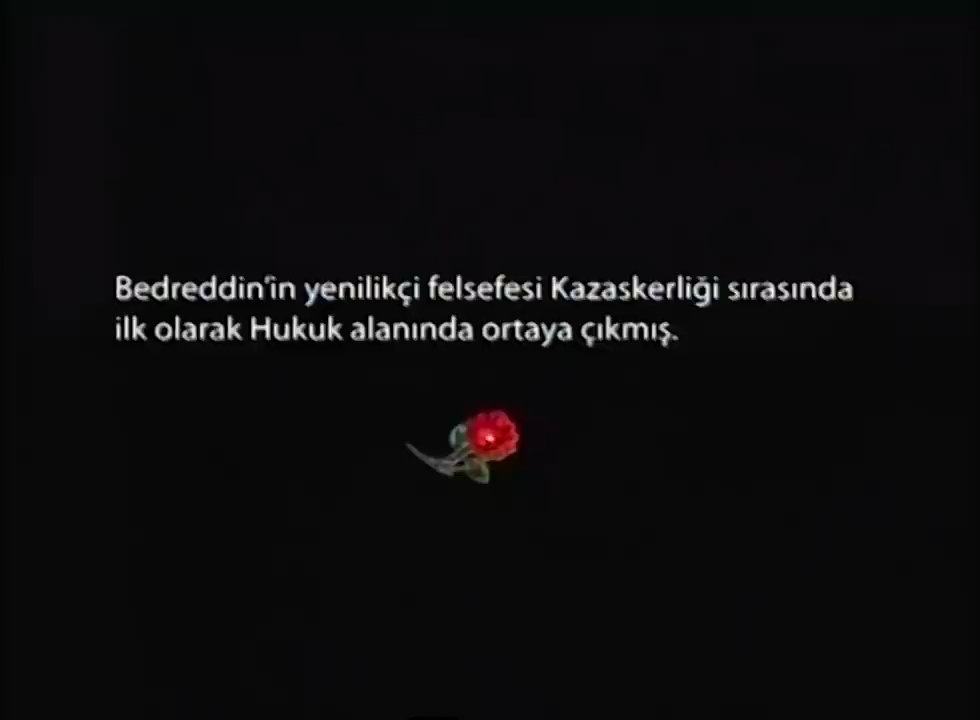 Bedreddin'in yenilikçi felsefesi Kazaskerliği sırasında
ilk olarak Hukuk alanında ortaya çıkmış.